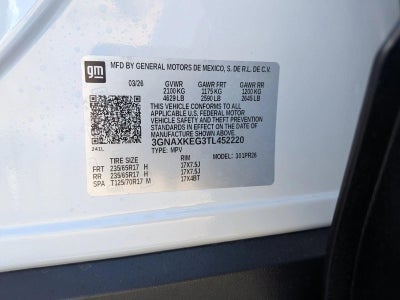 gm
MFD BY GENERAL MOTORS DE MEXICO, S. DE R.L. DE C.V.
03/26 GVWR GAWR FRT GAWR RR
2100 KG 1175 KG 1200 KG
4629 LB 2590 LB 2645 LB
THIS VEHICLE CONFORMS TO ALL
APPLICABLE U.S. FEDERAL MOTOR
VEHICLE SAFETY, BUMPER, AND THEFT
PREVENTION STANDARDS IN EFFECT ON
THE DATE OF MANUFACTURE SHOWN ABOVE.
3GNAXKEG3TL452220
TYPE: MPV
241L
TIRE SIZE RIM MODEL: 301PR26
FRT 235/65R17 H 17X7.5J
RR 235/65R17 H 17X7.5J
SPA T125/70R17 M 17X4BT